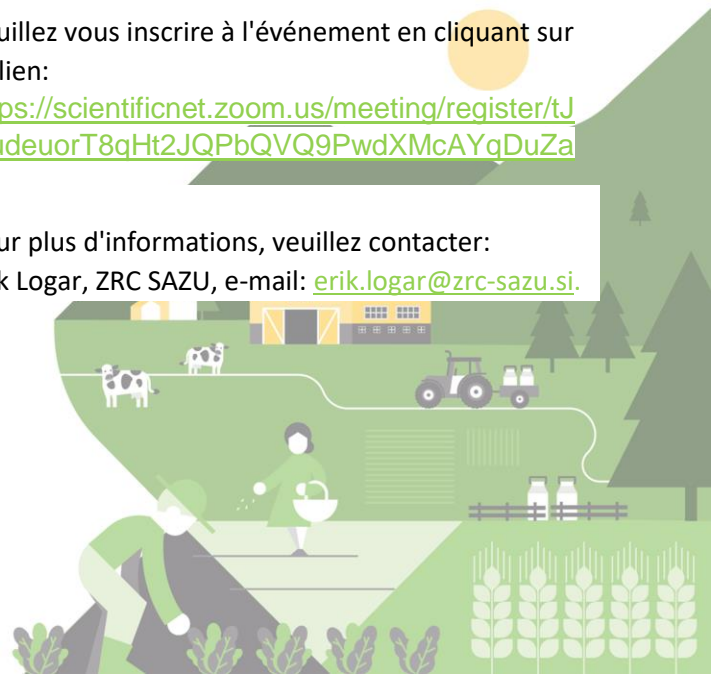 uillez vous inscrire à l'événement en cliquant sur
lien:
ps://scientificnet.zoom.us/meeting/register/tJ
udeuorT8qHt2JQPbQVQ9PwdXMcAYqDuZa
ur plus d'informations, veuillez contacter:
k Logar, ZRC SAZU, e-mail: erik.logar@zrc-sazu.si.